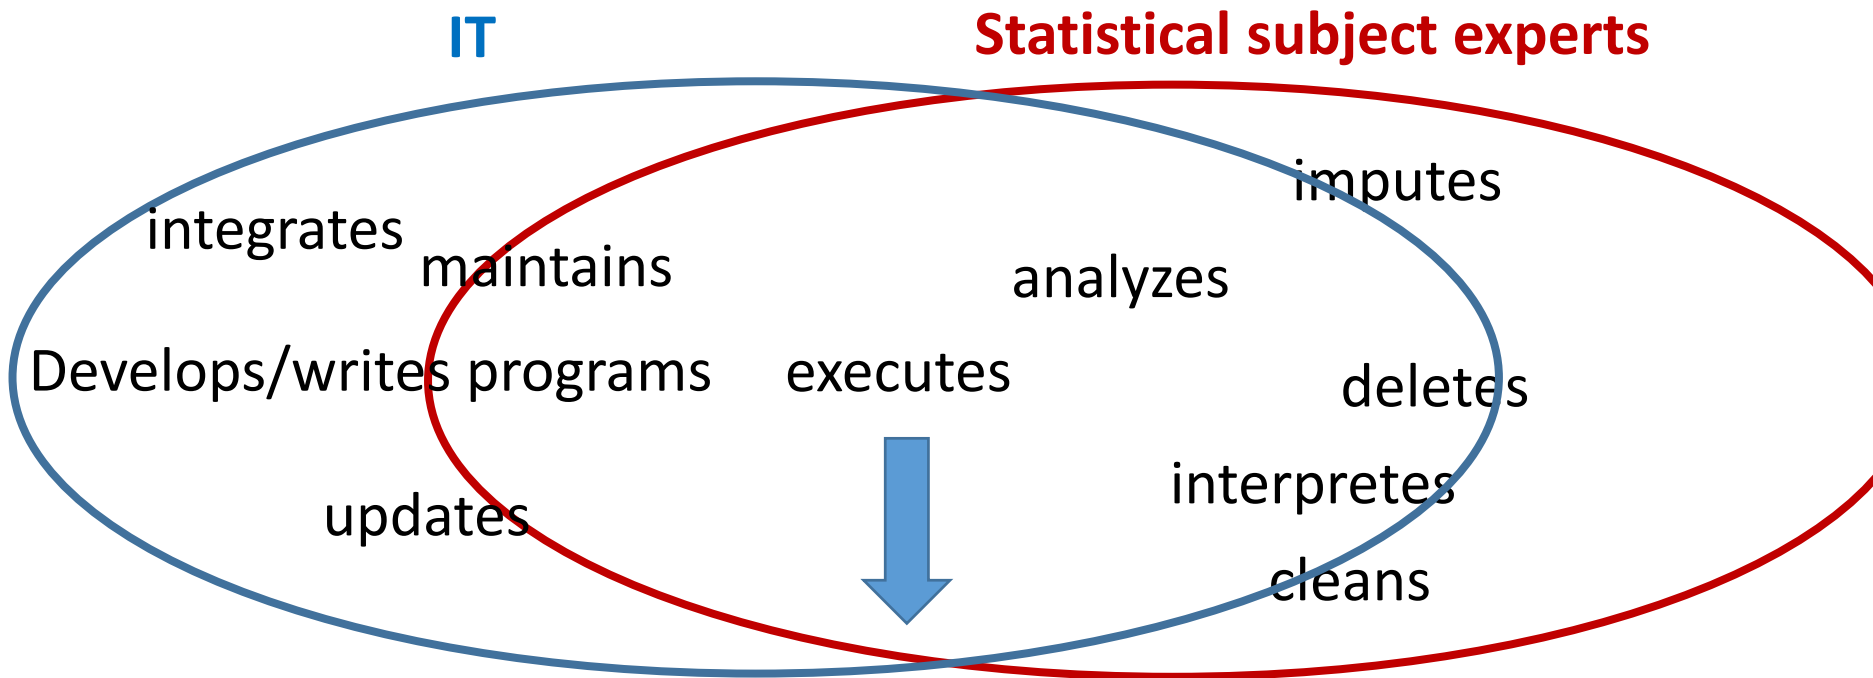 IT
Statistical subject experts
imputes
integrates
maintains
analyzes
Develops/writes programs
executes
deletes
interpretes
updates
cleans